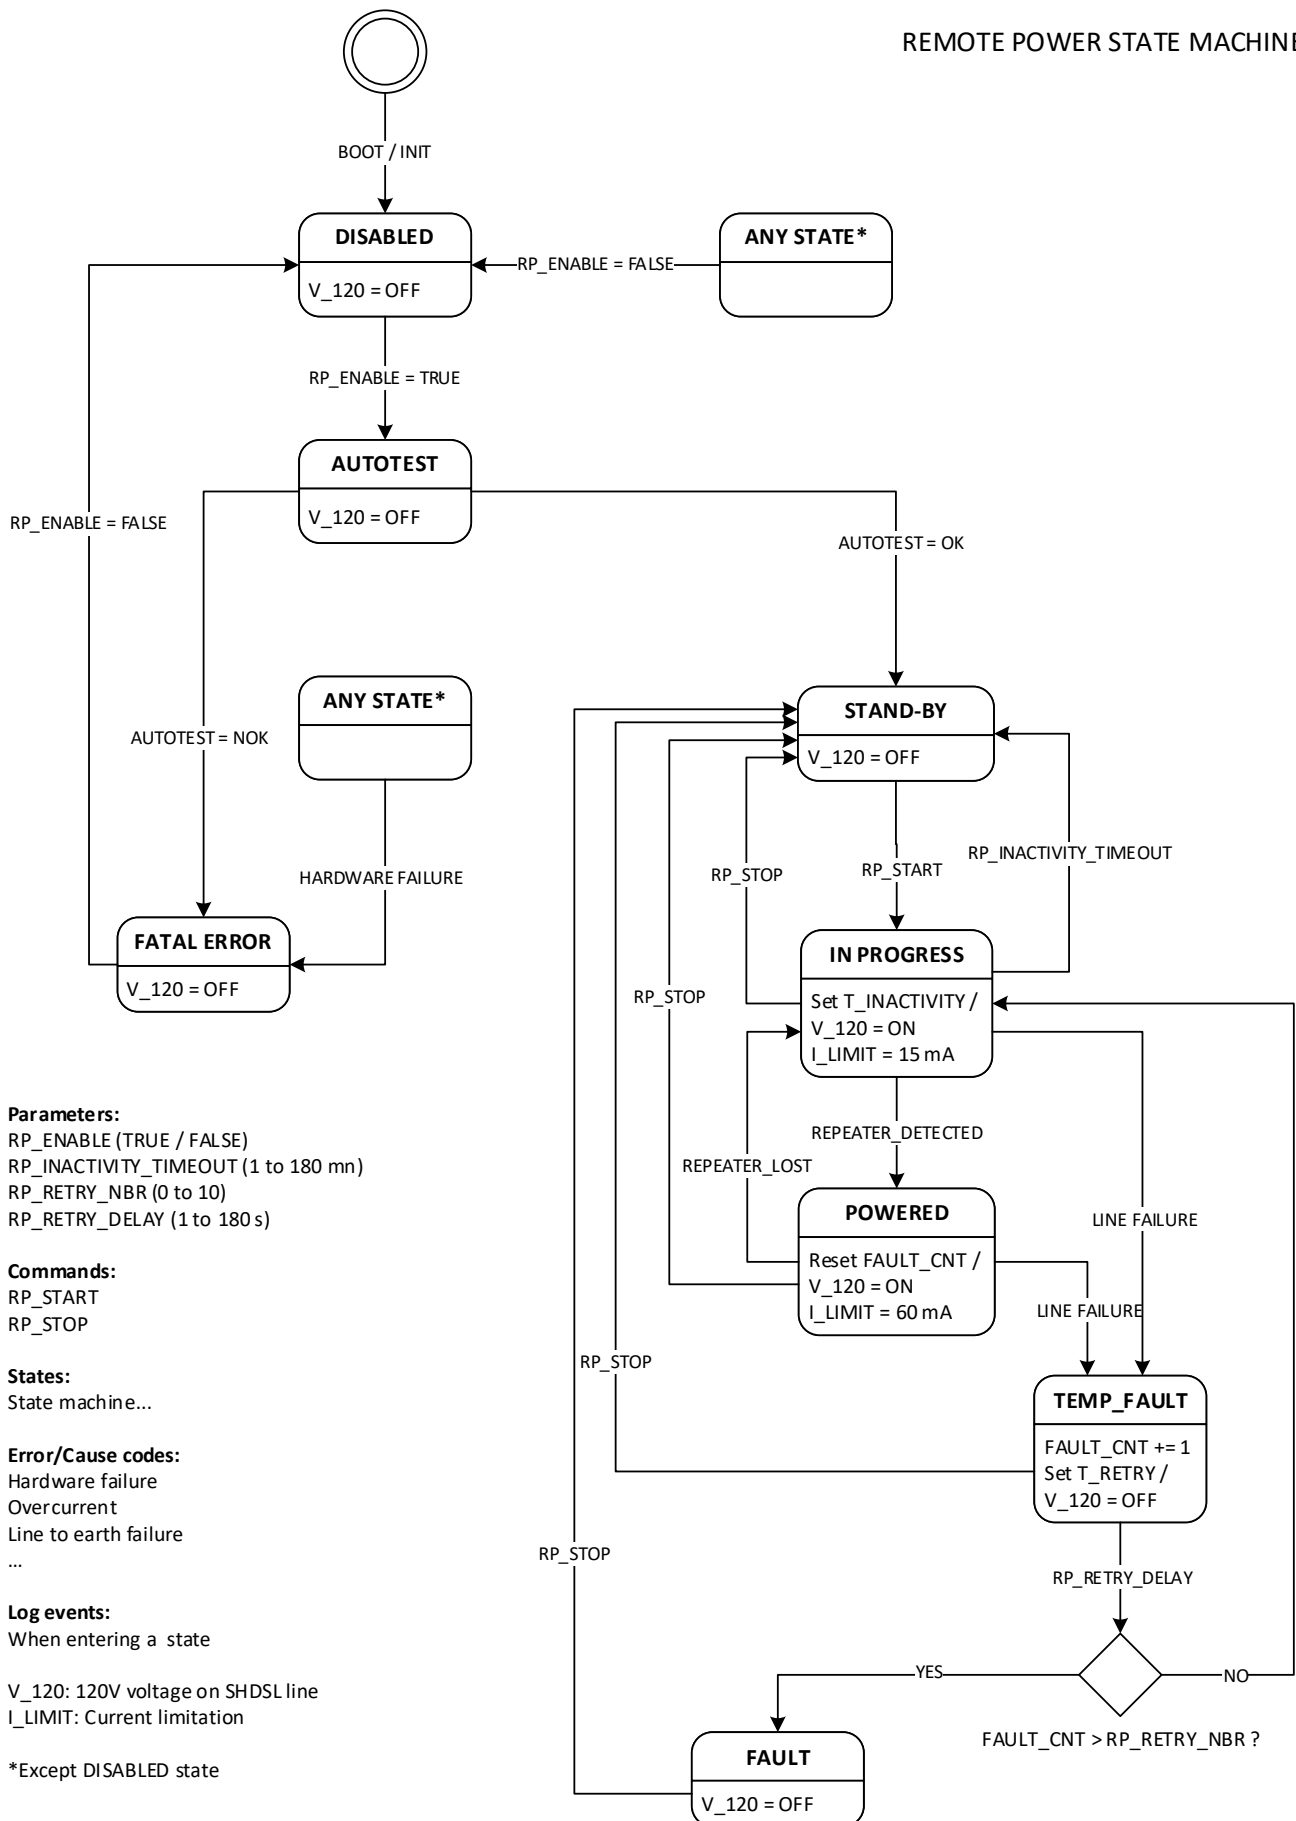 REMOTE POWER STATE MACHINE
BOOT / INIT
DISABLED
V_120 = OFF
ANY STATE*
RP_ENABLE = FALSE
RP_ENABLE = TRUE
AUTOTEST
V_120 = OFF
RP_ENABLE = FALSE
AUTOTEST = OK
ANY STATE*
AUTOTEST = NOK
HARDWARE FAILURE
FATAL ERROR
V_120 = OFF
STAND-BY
V_120 = OFF
RP_STOP
RP_START
RP_INACTIVITY_TIMEOUT
IN PROGRESS
Set T_INACTIVITY /
V_120 = ON
I_LIMIT = 15 mA
RP_STOP
REPEATER_DETECTED
REPEATER_LOST
POWERED
Reset FAULT_CNT /
V_120 = ON
I_LIMIT = 60 mA
LINE FAILURE
LINE FAILURE
RP_STOP
TEMP_FAULT
FAULT_CNT += 1
Set T_RETRY /
V_120 = OFF
RP_STOP
RP_RETRY_DELAY
YES
NO
FAULT_CNT > RP_RETRY_NBR ?
FAULT
V_120 = OFF
Parameters:
RP_ENABLE (TRUE / FALSE)
RP_INACTIVITY_TIMEOUT (1 to 180 mn)
RP_RETRY_NBR (0 to 10)
RP_RETRY_DELAY (1 to 180 s)
Commands:
RP_START
RP_STOP
States:
State machine...
Error/Cause codes:
Hardware failure
Overcurrent
Line to earth failure
...
Log events:
When entering a state
V_120: 120V voltage on SHDSL line
I_LIMIT: Current limitation
*Except DISABLED state